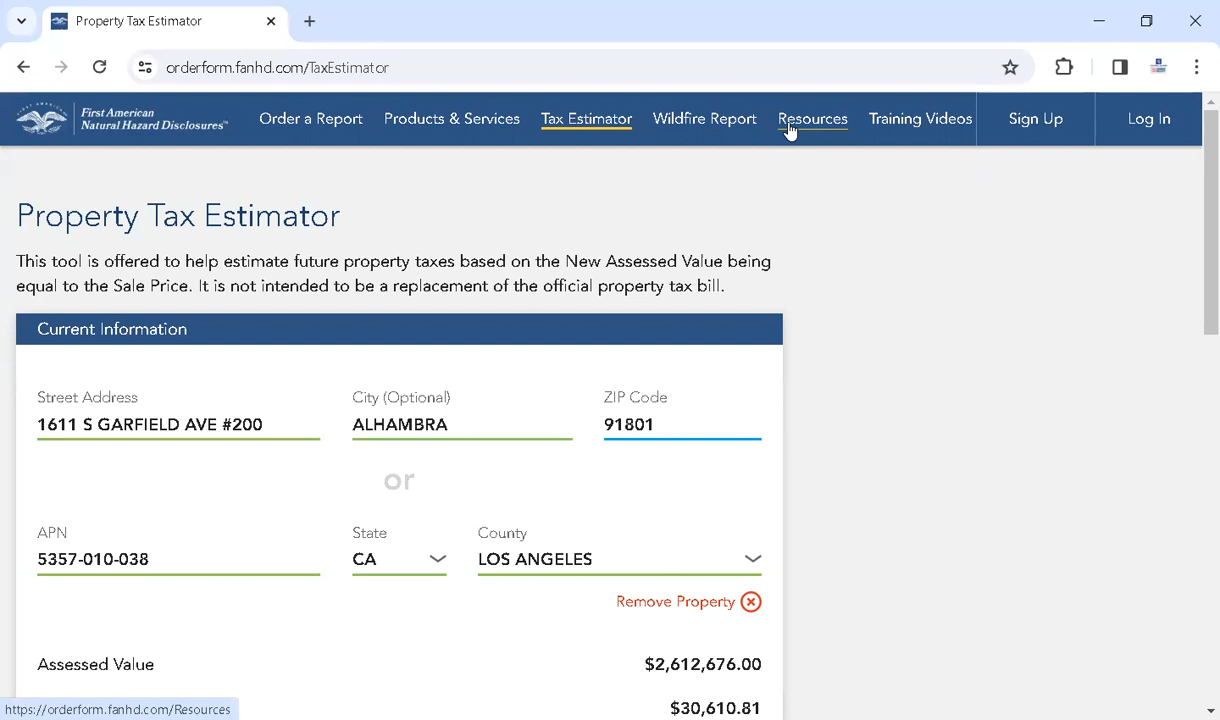 Property Tax Estimator
orderform.fanhd.com/TaxEstimator
First American
Natural Hazard Disclosures™
Order a Report Products & Services Tax Estimator Wildfire Report Resources Training Videos Sign Up Log In
Property Tax Estimator
This tool is offered to help estimate future property taxes based on the New Assessed Value being
equal to the Sale Price. It is not intended to be a replacement of the official property tax bill.
Current Information
Street Address City (Optional) ZIP Code
1611 S GARFIELD AVE #200 ALHAMBRA 91801
or
APN State County
5357-010-038 CA LOS ANGELES
Remove Property
Assessed Value $2,612,676.00
$30,610.81
https://orderform.fanhd.com/Resources